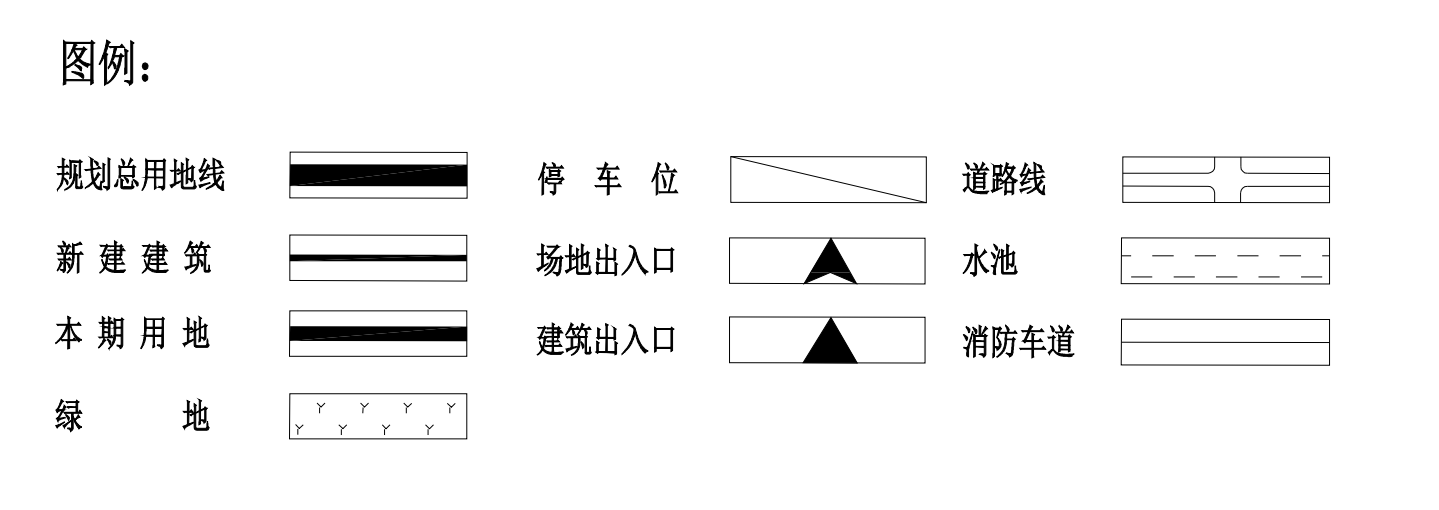 图例：
规划总用地线
新建建筑
本期用地
绿地
停车位
场地出入口
建筑出入口
道路线
水池
消防车道